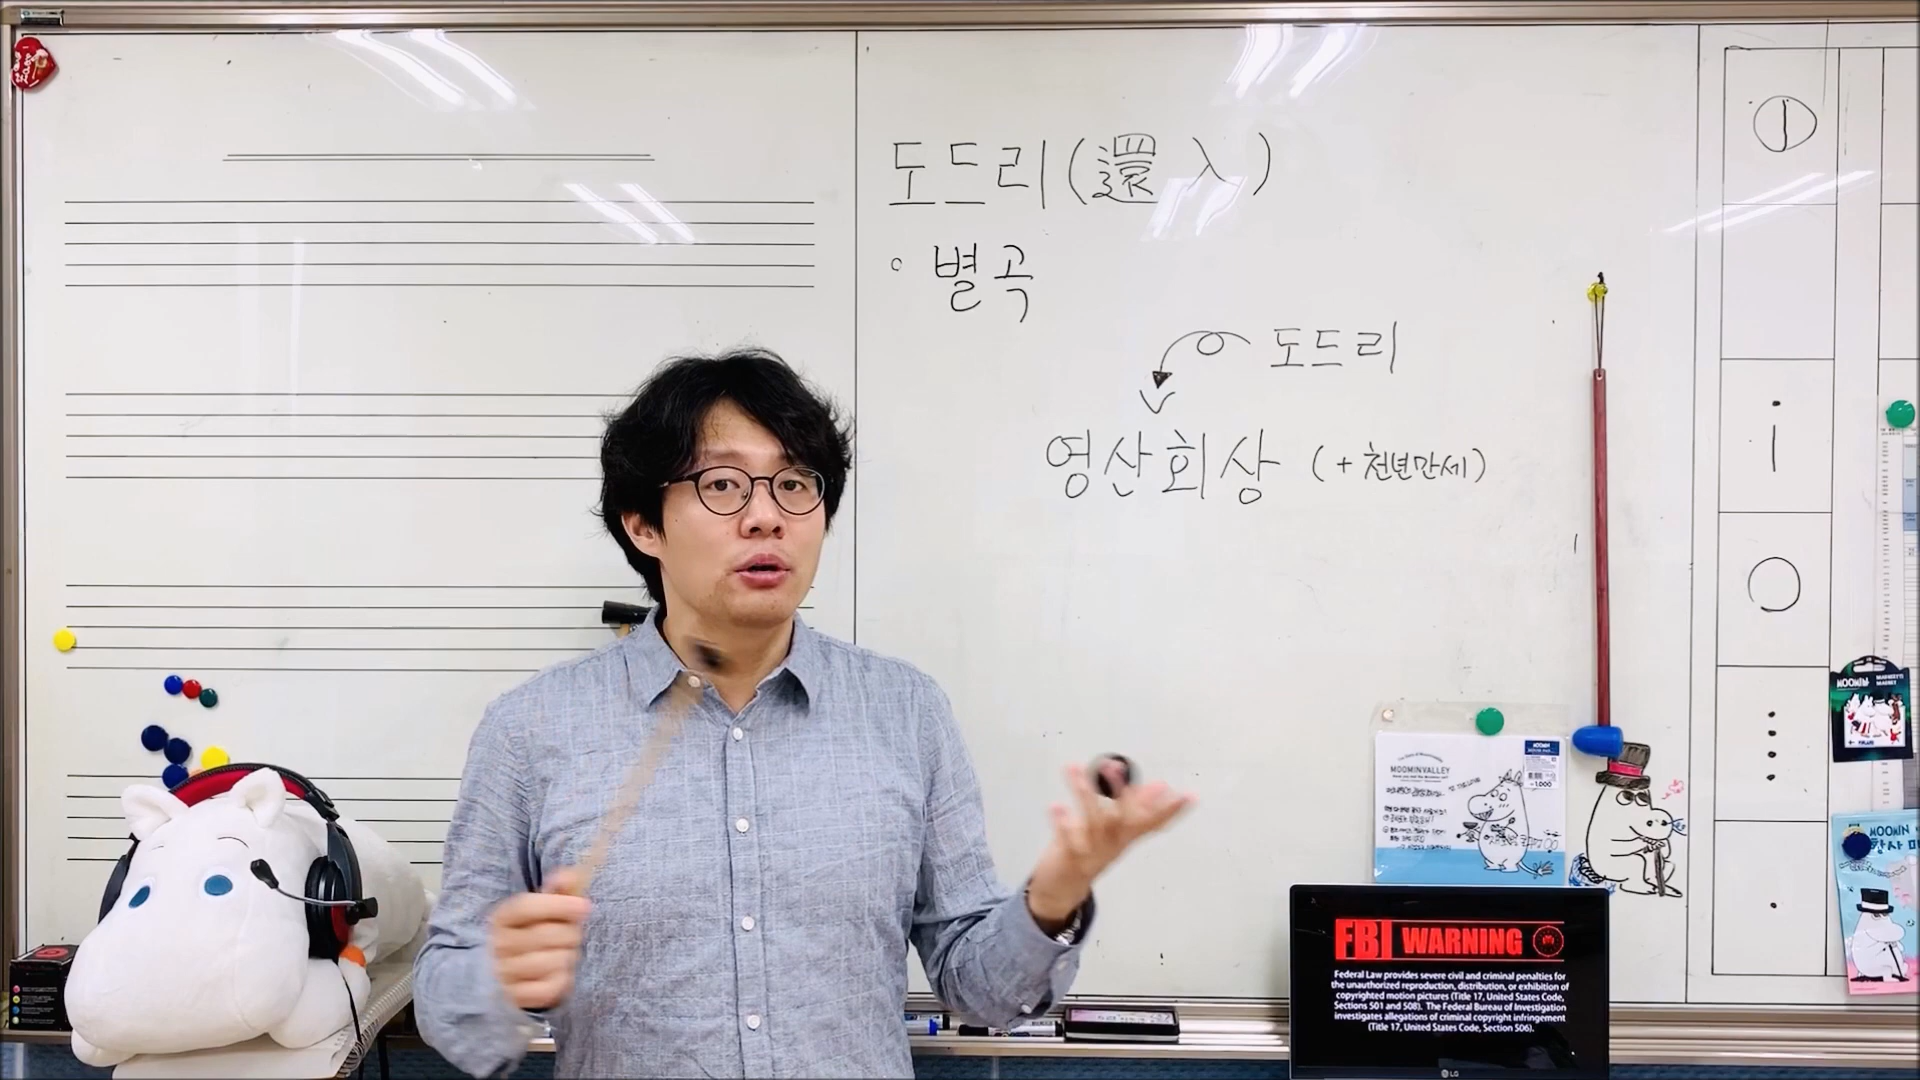 도드리(還入)
별곡
도드리
영산회상 (+천년만세)
MOOMIN
MOOMINVALLEY
1,000
MOOMIN
FBI WARNING
Federal Law provides severe civil and criminal penalties for
the unauthorized reproduction, distribution, or exhibition of
copyrighted motion pictures (Title 17, United States Code,
Sections 501 and 508). The Federal Bureau of Investigation
investigates allegations of criminal copyright infringement
(Title 17, United States Code, Section 506).
LG